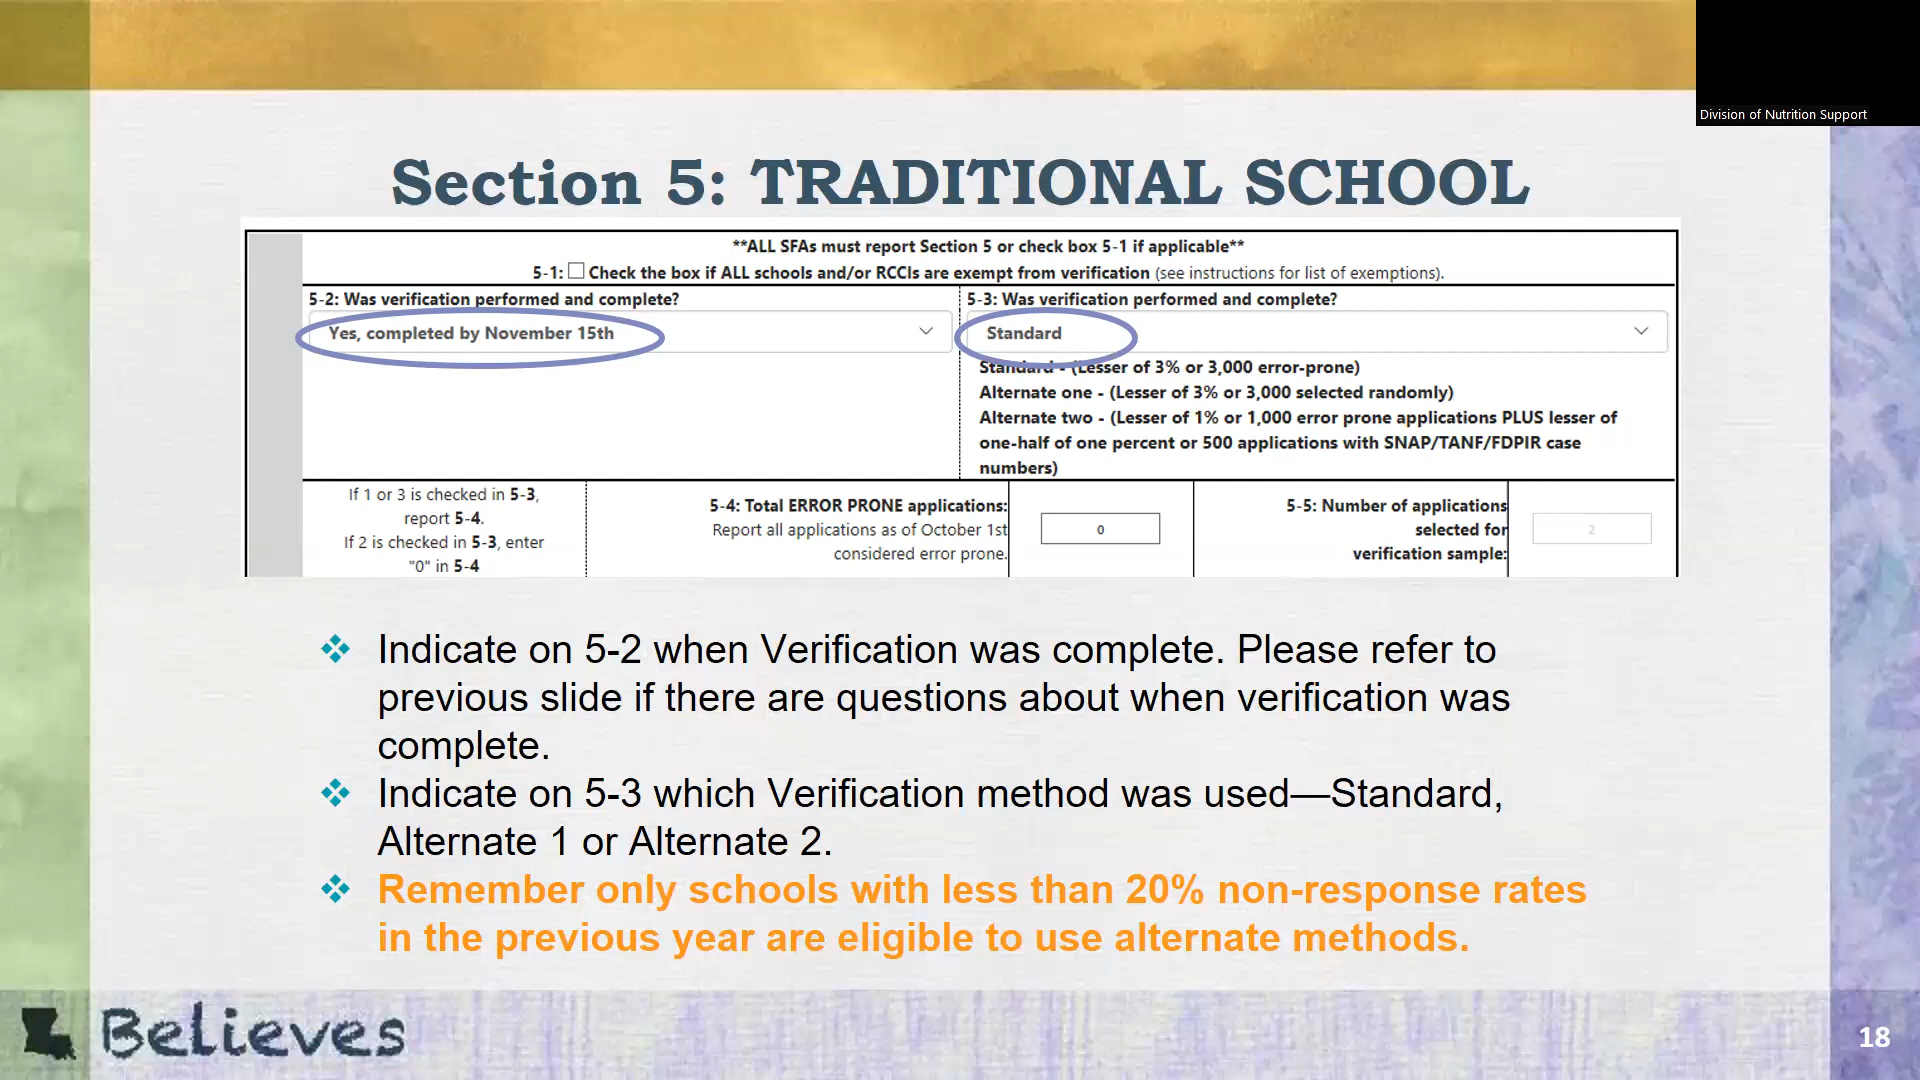 Division of Nutrition Support
Section 5: TRADITIONAL SCHOOL
**ALL SFAs must report Section 5 or check box 5-1 if applicable**
5-1: Check the box if ALL schools and/or RCCIs are exempt from verification (see instructions for list of exemptions).
5-2: Was verification performed and complete?
Yes, completed by November 15th
5-3: Was verification performed and complete?
Standard
Standard - (Lesser of 3% or 3,000 error-prone)
Alternate one - (Lesser of 3% or 3,000 selected randomly)
Alternate two - (Lesser of 1% or 1,000 error prone applications PLUS lesser of
one-half of one percent or 500 applications with SNAP/TANF/FDPIR case
numbers)
If 1 or 3 is checked in 5-3,
report 5-4.
If 2 is checked in 5-3, enter
"0" in 5-4
5-4: Total ERROR PRONE applications:
Report all applications as of October 1st
considered error prone.
0
5-5: Number of applications
selected for
verification sample:
2
❖ Indicate on 5-2 when Verification was complete. Please refer to
previous slide if there are questions about when verification was
complete.
❖ Indicate on 5-3 which Verification method was used—Standard,
Alternate 1 or Alternate 2.
❖ Remember only schools with less than 20% non-response rates
in the previous year are eligible to use alternate methods.
Believes
18